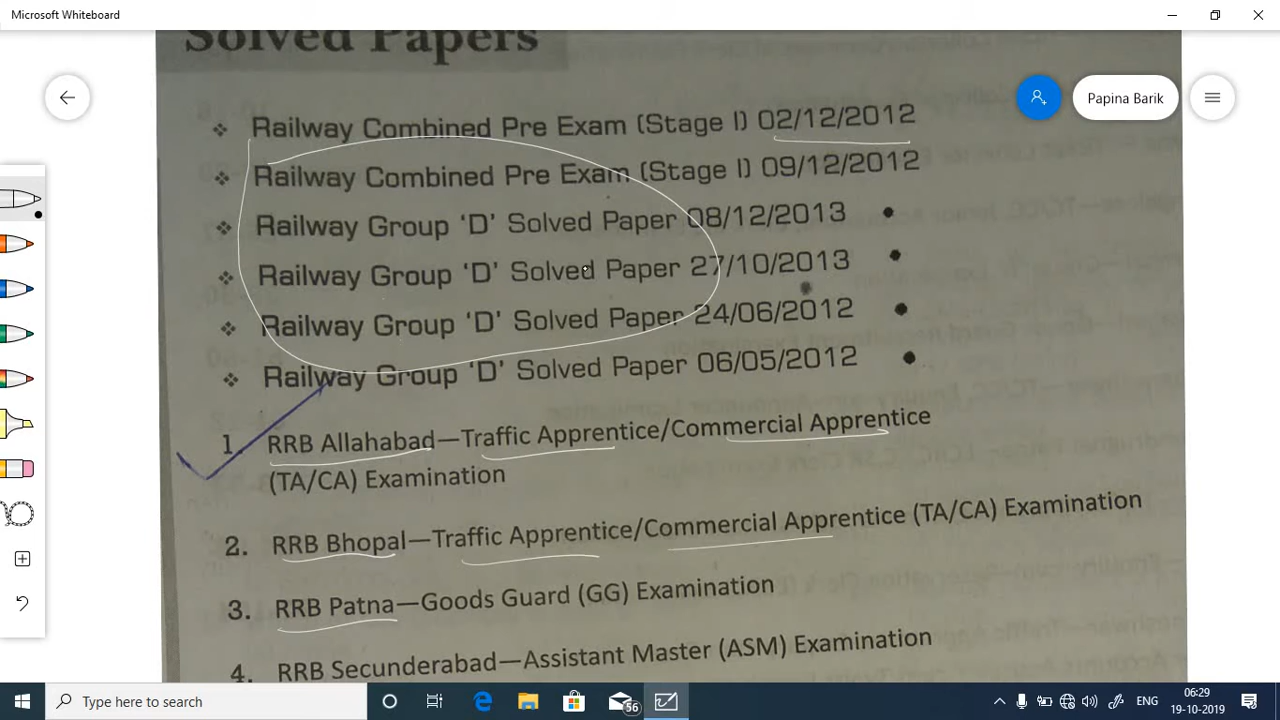 Microsoft Whiteboard
Solved Papers
Papina Barik
❖ Railway Combined Pre Exam (Stage I) 02/12/2012
❖ Railway Combined Pre Exam (Stage I) 09/12/2012
❖ Railway Group 'D' Solved Paper 08/12/2013
❖ Railway Group 'D' Solved Paper 27/10/2013
❖ Railway Group 'D' Solved Paper 24/06/2012
❖ Railway Group 'D' Solved Paper 06/05/2012
1. RRB Allahabad—Traffic Apprentice/Commercial Apprentice
(TA/CA) Examination
2. RRB Bhopal—Traffic Apprentice/Commercial Apprentice (TA/CA) Examination
3. RRB Patna—Goods Guard (GG) Examination
4. RRB Secunderabad—Assistant Master (ASM) Examination
Type here to search
56
ENG
06:29
19-10-2019